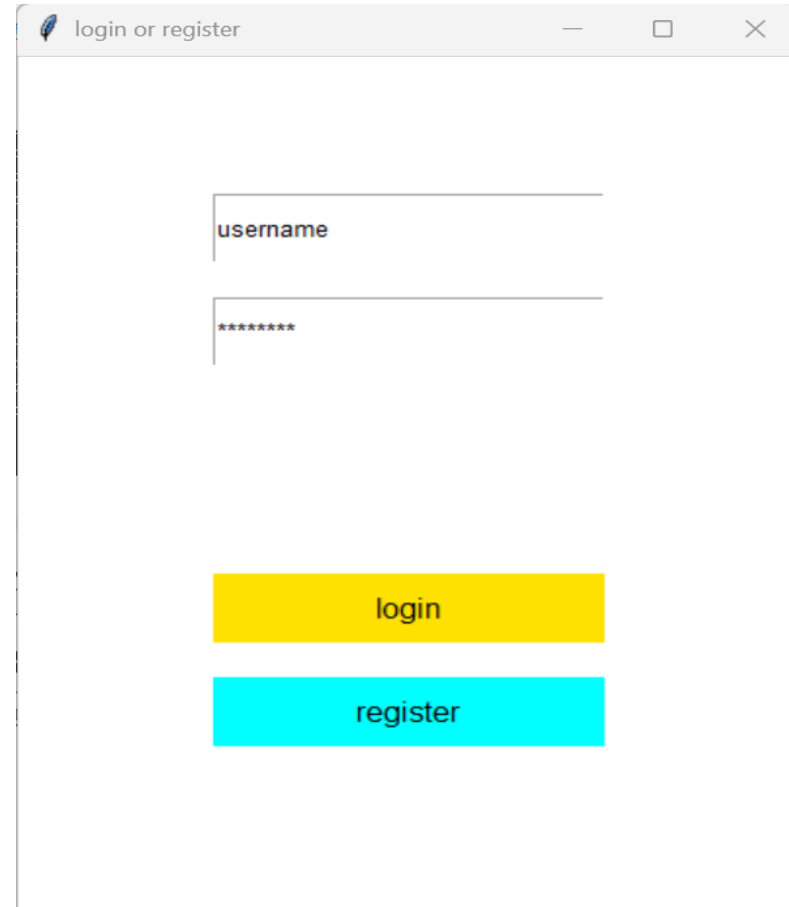 login or register
username
********
login
register